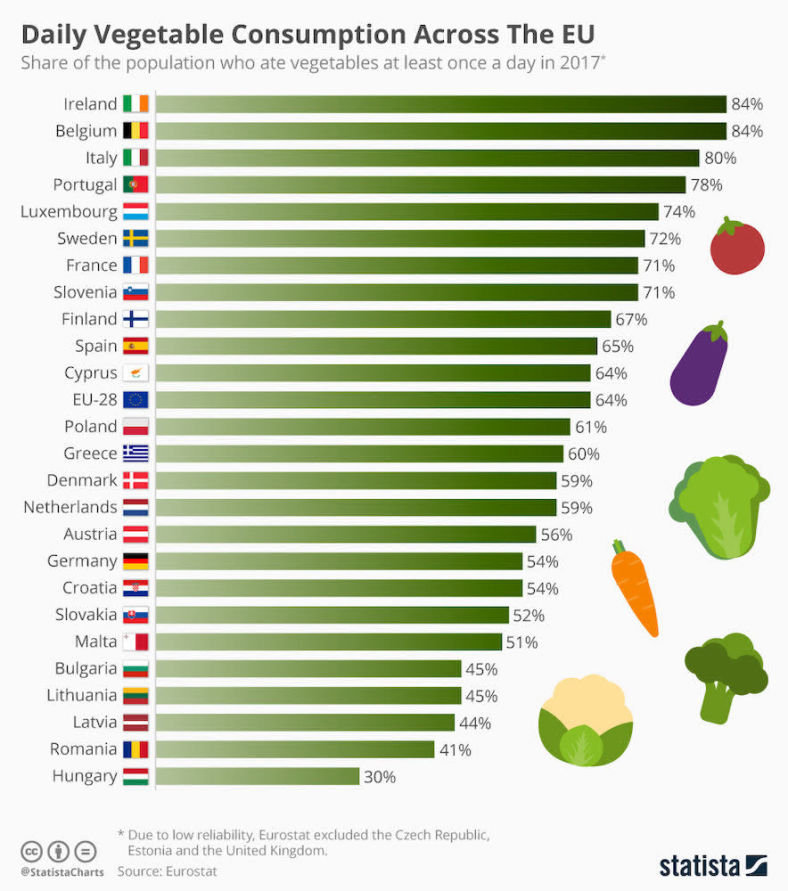 Daily Vegetable Consumption Across The EU
Share of the population who ate vegetables at least once a day in 2017*
Ireland 84%
Belgium 84%
Italy 80%
Portugal 78%
Luxembourg 74%
Sweden 72%
France 71%
Slovenia 71%
Finland 67%
Spain 65%
Cyprus 64%
EU-28 64%
Poland 61%
Greece 60%
Denmark 59%
Netherlands 59%
Austria 56%
Germany 54%
Croatia 54%
Slovakia 52%
Malta 51%
Bulgaria 45%
Lithuania 45%
Latvia 44%
Romania 41%
Hungary 30%
* Due to low reliability, Eurostat excluded the Czech Republic,
Estonia and the United Kingdom.
cc
@StatistaCharts Source: Eurostat
statista